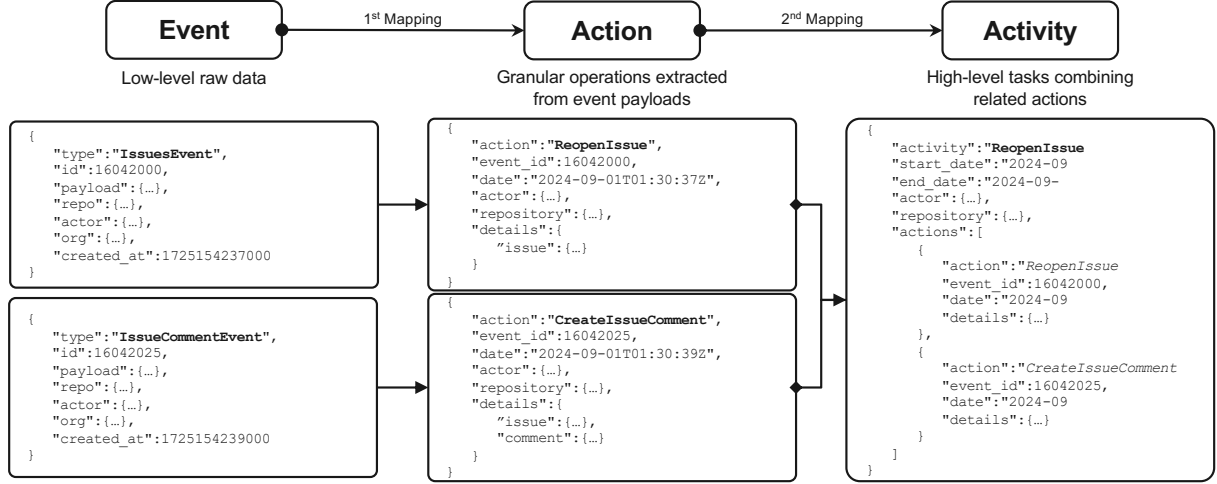 Event
1st Mapping
Action
2nd Mapping
Activity
Low-level raw data
Granular operations extracted
from event payloads
High-level tasks combining
related actions
{
"type":"IssuesEvent",
"id":16042000,
"payload":{…},
"repo":{…},
"actor":{…},
"org":{…},
"created_at":1725154237000
}
{
"type":"IssueCommentEvent",
"id":16042025,
"payload":{…},
"repo":{…},
"actor":{…},
"org":{…},
"created_at":1725154239000
}
{
"action":"ReopenIssue",
"event_id":16042000,
"date":"2024-09-01T01:30:37Z",
"actor":{…},
"repository":{…},
"details":{
”issue":{…}
}
}
{
"action":"CreateIssueComment",
"event_id":16042025,
"date":"2024-09-01T01:30:39Z",
"actor":{…},
"repository":{…},
"details":{
”issue":{…},
"comment":{…}
}
}
{
"activity":"ReopenIssue
"start_date":"2024-09
"end_date":"2024-09-
"actor":{…},
"repository":{…},
"actions":[
{
"action":"ReopenIssue
"event_id":16042000,
"date":"2024-09
"details":{…}
},
{
"action":"CreateIssueComment
"event_id":16042025,
"date":"2024-09
"details":{…}
}
]
}